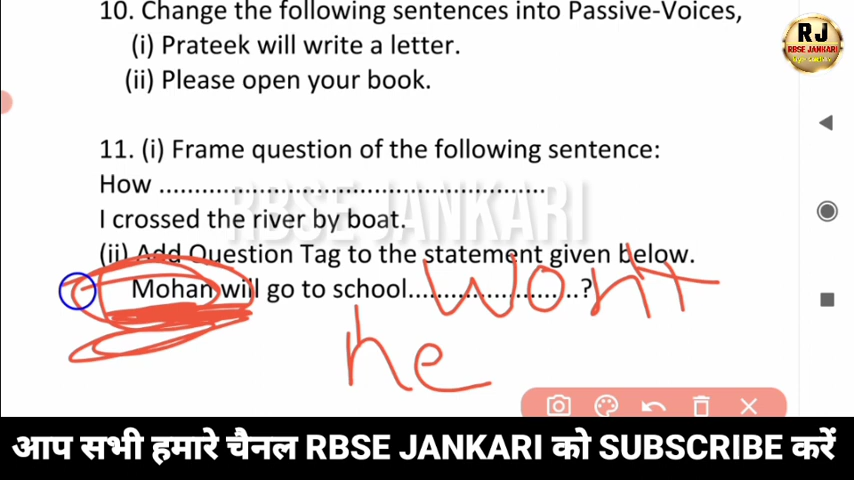 10. Change the following sentences into Passive-Voices,
RJ
RBSE JANKARI
(i) Prateek will write a letter.
(ii) Please open your book.
11. (i) Frame question of the following sentence:
How ......................................................
RBSE JANKARI
I crossed the river by boat.
(ii) Add Question Tag to the statement given below.
Mohan will go to school........................?
Wont
he
आप सभी हमारे चैनल RBSE JANKARI को SUBSCRIBE करें